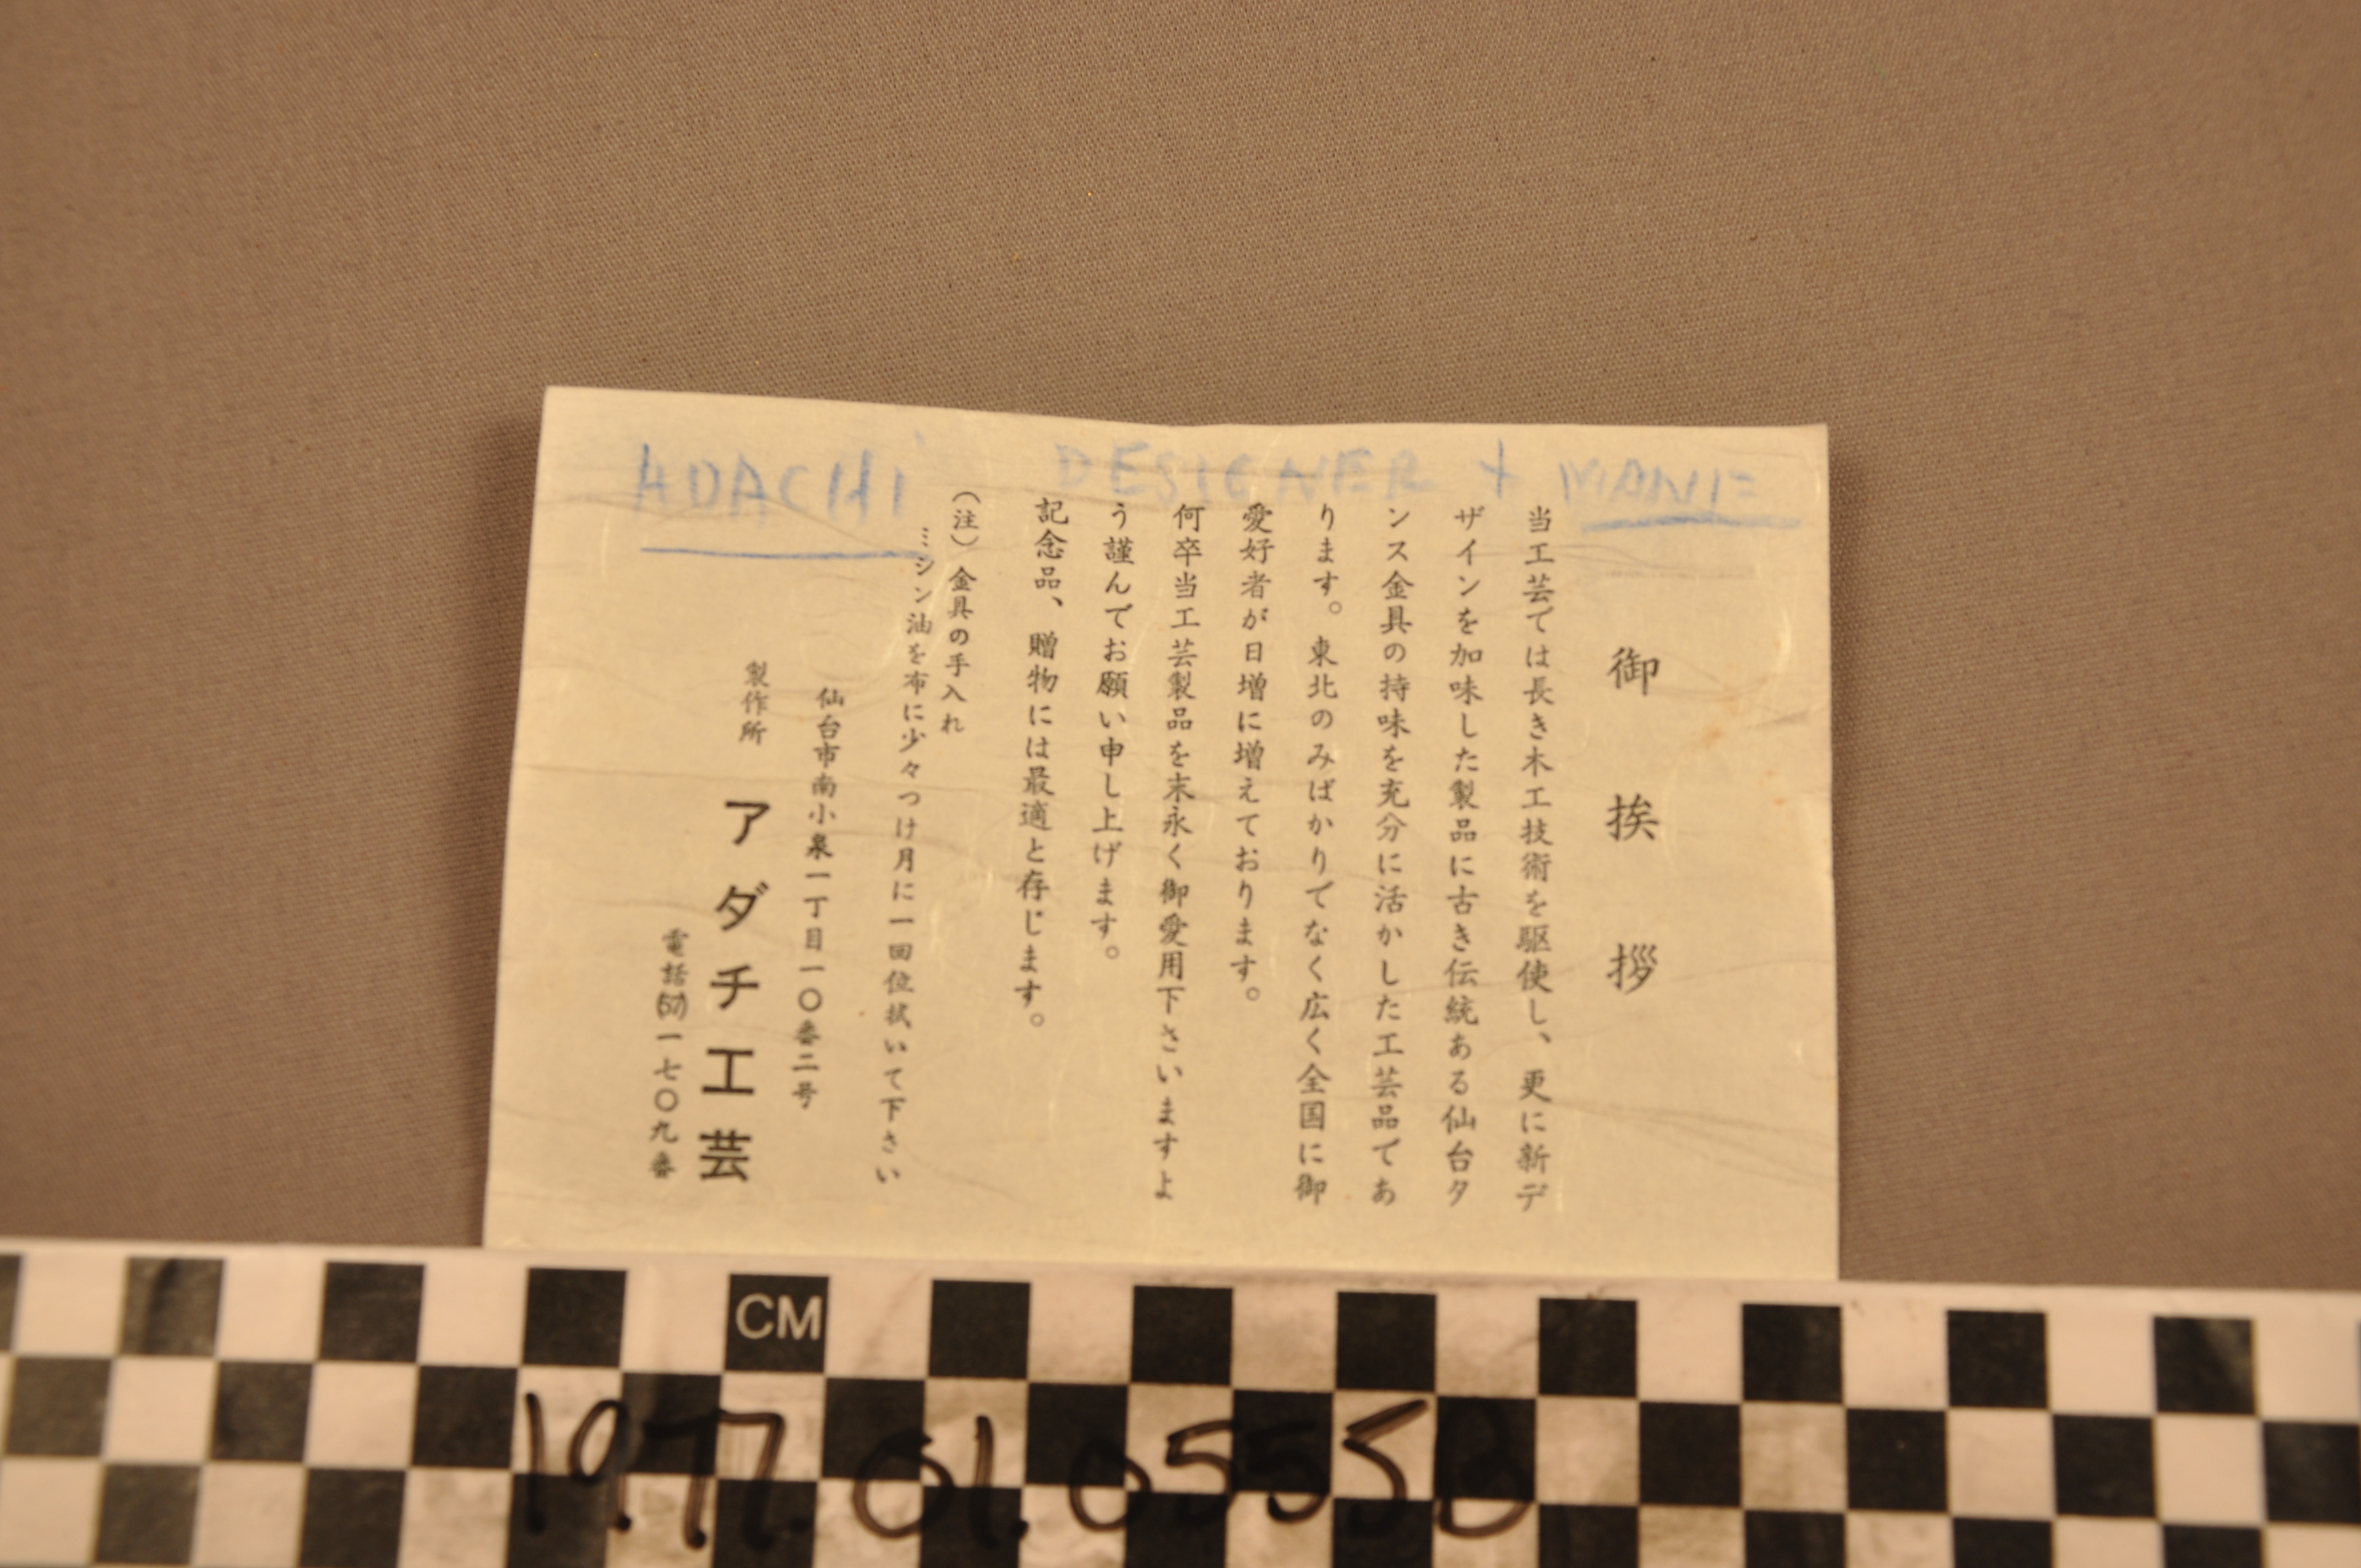 ADACHI DESIGNER + MANF
御挨拶
当工芸では長き木工技術を駆使し、更に新デ
ザインを加味した製品に古き伝統ある仙台タ
ンス金具の持味を充分に活かした工芸品であ
ります。東北のみばかりでなく広く全国に御
愛好者が日増に増えております。
何卒当工芸製品を末永く御愛用下さいますよ
う謹んでお願い申し上げます。
記念品、贈物には最適と存じます。
(注)金具の手入れ
ミシン油を布に少々つけ月に一回位拭いて下さい
仙台市南小泉一丁目一〇番二号
製作所 アダチ工芸
電話(57)一七〇九番
CM
19.77.01.0555B